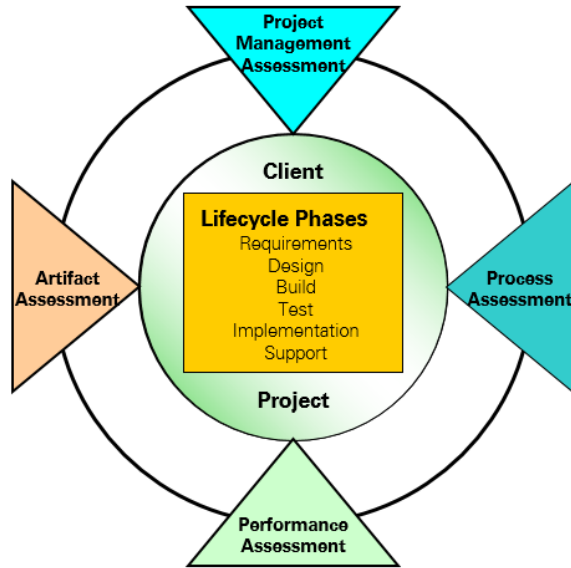 Project
Management
Assessment
Client
Lifecycle Phases
Requirements
Design
Build
Test
Implementation
Support
Artifact
Assessment
Process
Assessment
Project
Performance
Assessment